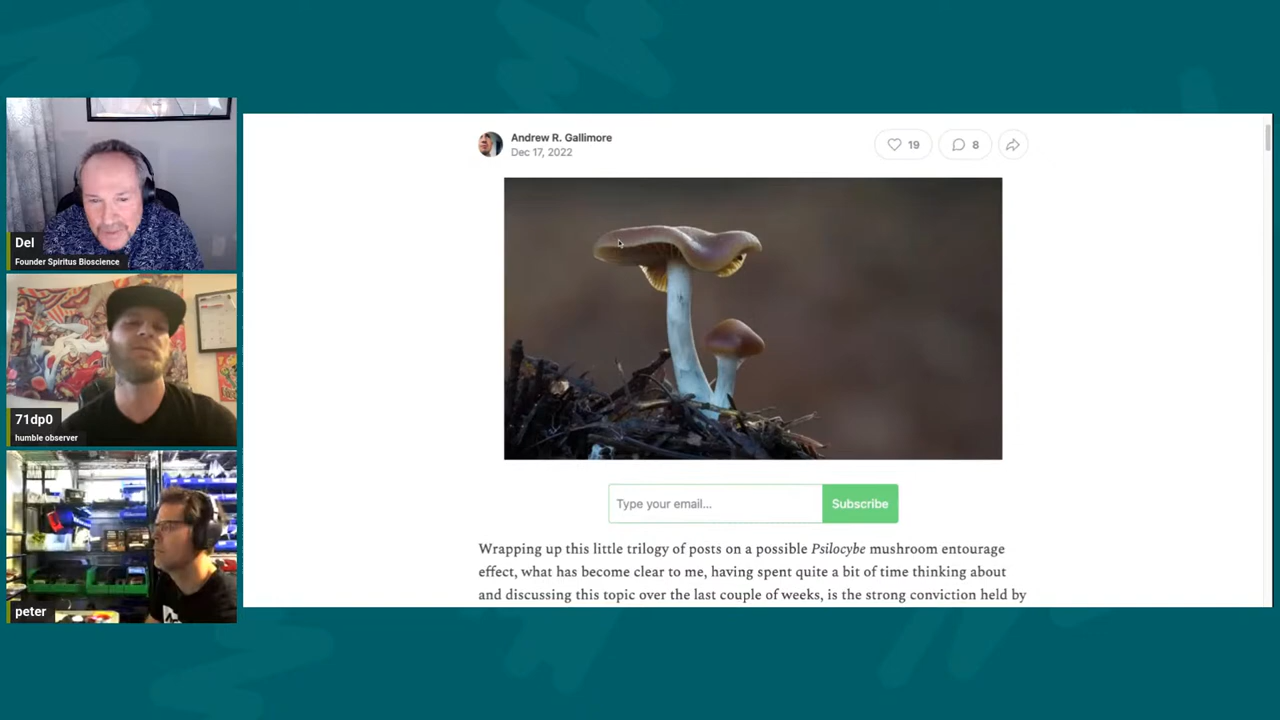 Del
Founder Spiritus Bioscience
71dp0
humble observer
peter
Andrew R. Gallimore
Dec 17, 2022
19
8
Type your email...
Subscribe
Wrapping up this little trilogy of posts on a possible Psilocybe mushroom entourage
effect, what has become clear to me, having spent quite a bit of time thinking about
and discussing this topic over the last couple of weeks, is the strong conviction held by